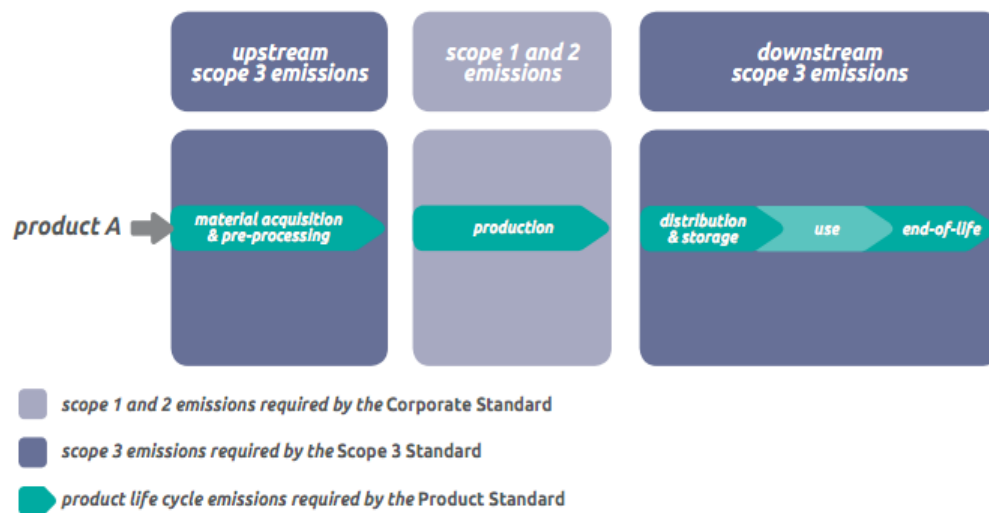 upstream
scope 3 emissions
scope 1 and 2
emissions
downstream
scope 3 emissions
product A
material acquisition
& pre-processing
production
distribution
& storage
use
end-of-life
scope 1 and 2 emissions required by the Corporate Standard
scope 3 emissions required by the Scope 3 Standard
product life cycle emissions required by the Product Standard